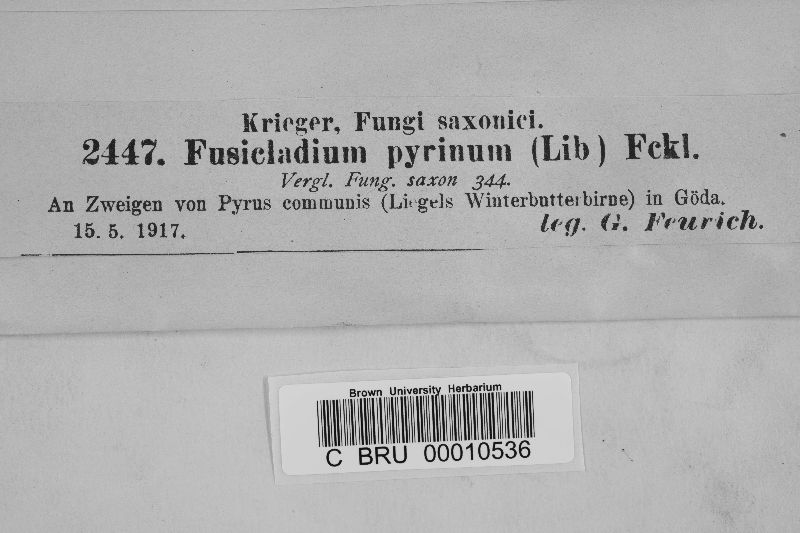 Krieger, Fungi saxonici.
2447. Fusicladium pyrinum (Lib) Fckl.
Vergl. Fung. saxon 344.
An Zweigen von Pyrus communis (Liegels Winterbutterbirne) in Göda.
15. 5. 1917.
leg. G. Feurich.
Brown University Herbarium
C BRU 00010536